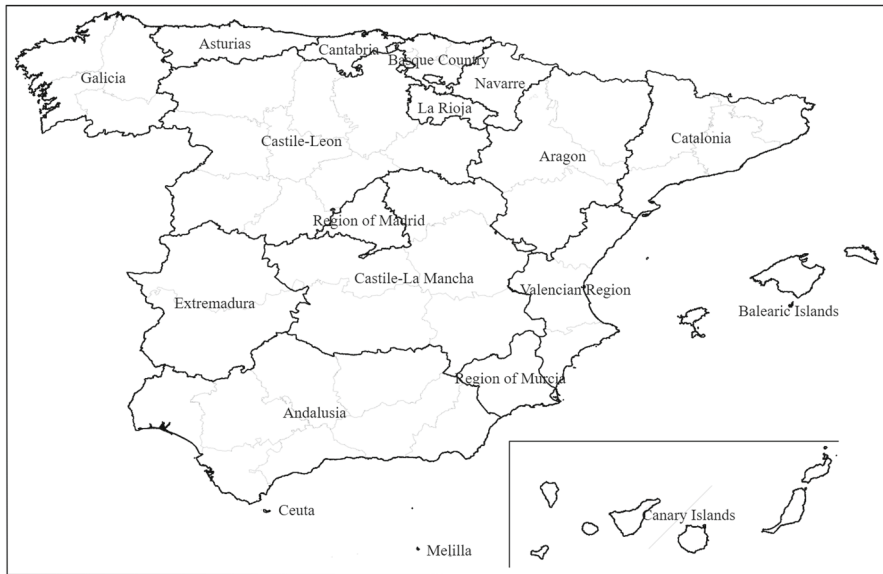 Asturias
Cantabria
Basque Country
Galicia
Navarre
La Rioja
Castile-Leon
Catalonia
Aragon
Region of Madrid
Castile-La Mancha
Valencian Region
Extremadura
Balearic Islands
Region of Murcia
Andalusia
Ceuta
Canary Islands
Melilla